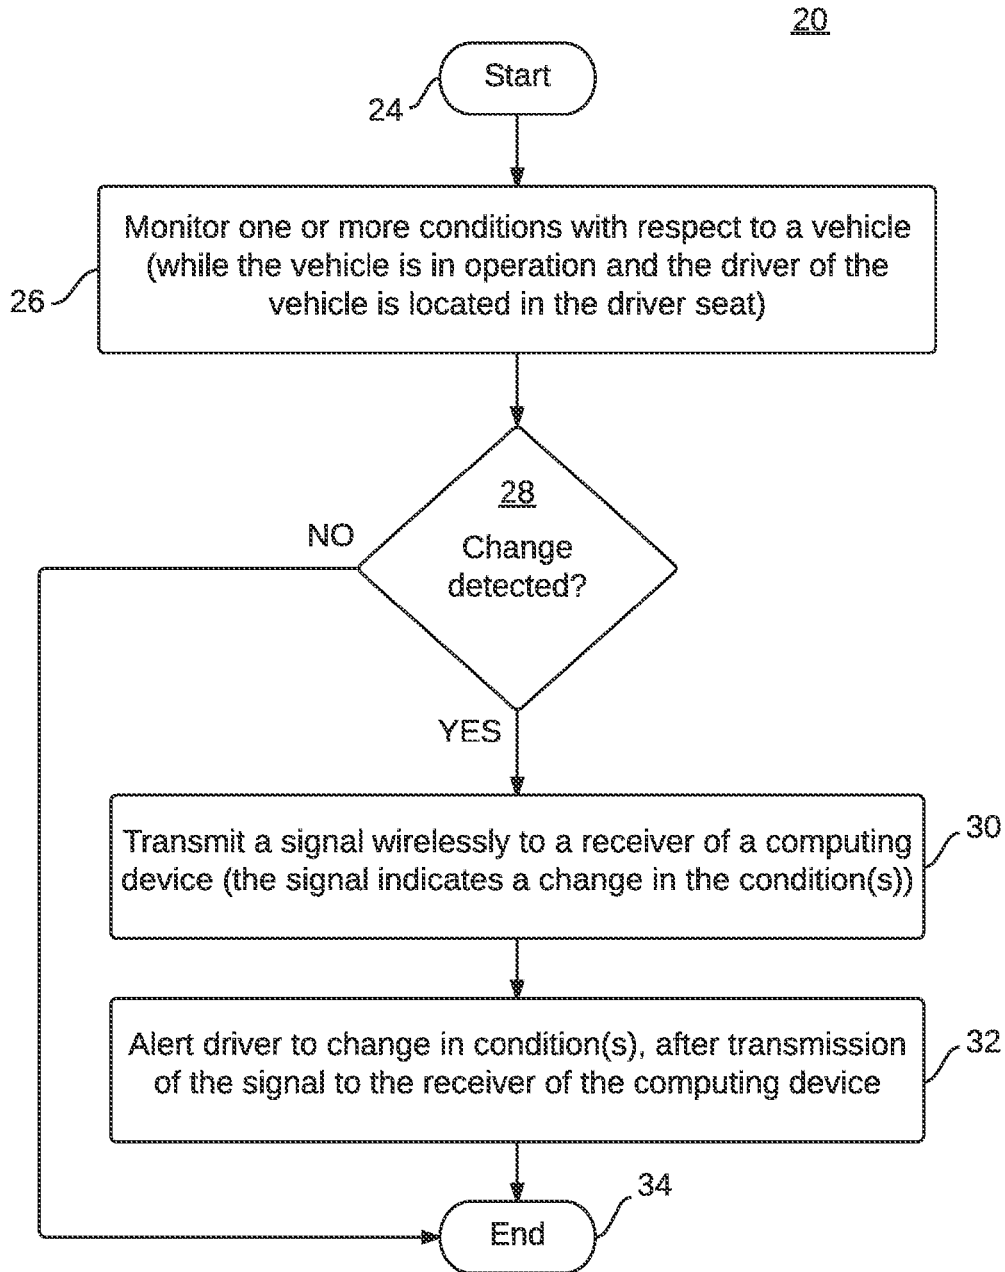 20
Start
24
Monitor one or more conditions with respect to a vehicle
(while the vehicle is in operation and the driver of the
vehicle is located in the driver seat)
26
28
NO
Change
detected?
YES
Transmit a signal wirelessly to a receiver of a computing
device (the signal indicates a change in the condition(s))
30
Alert driver to change in condition(s), after transmission
of the signal to the receiver of the computing device
32
34
End